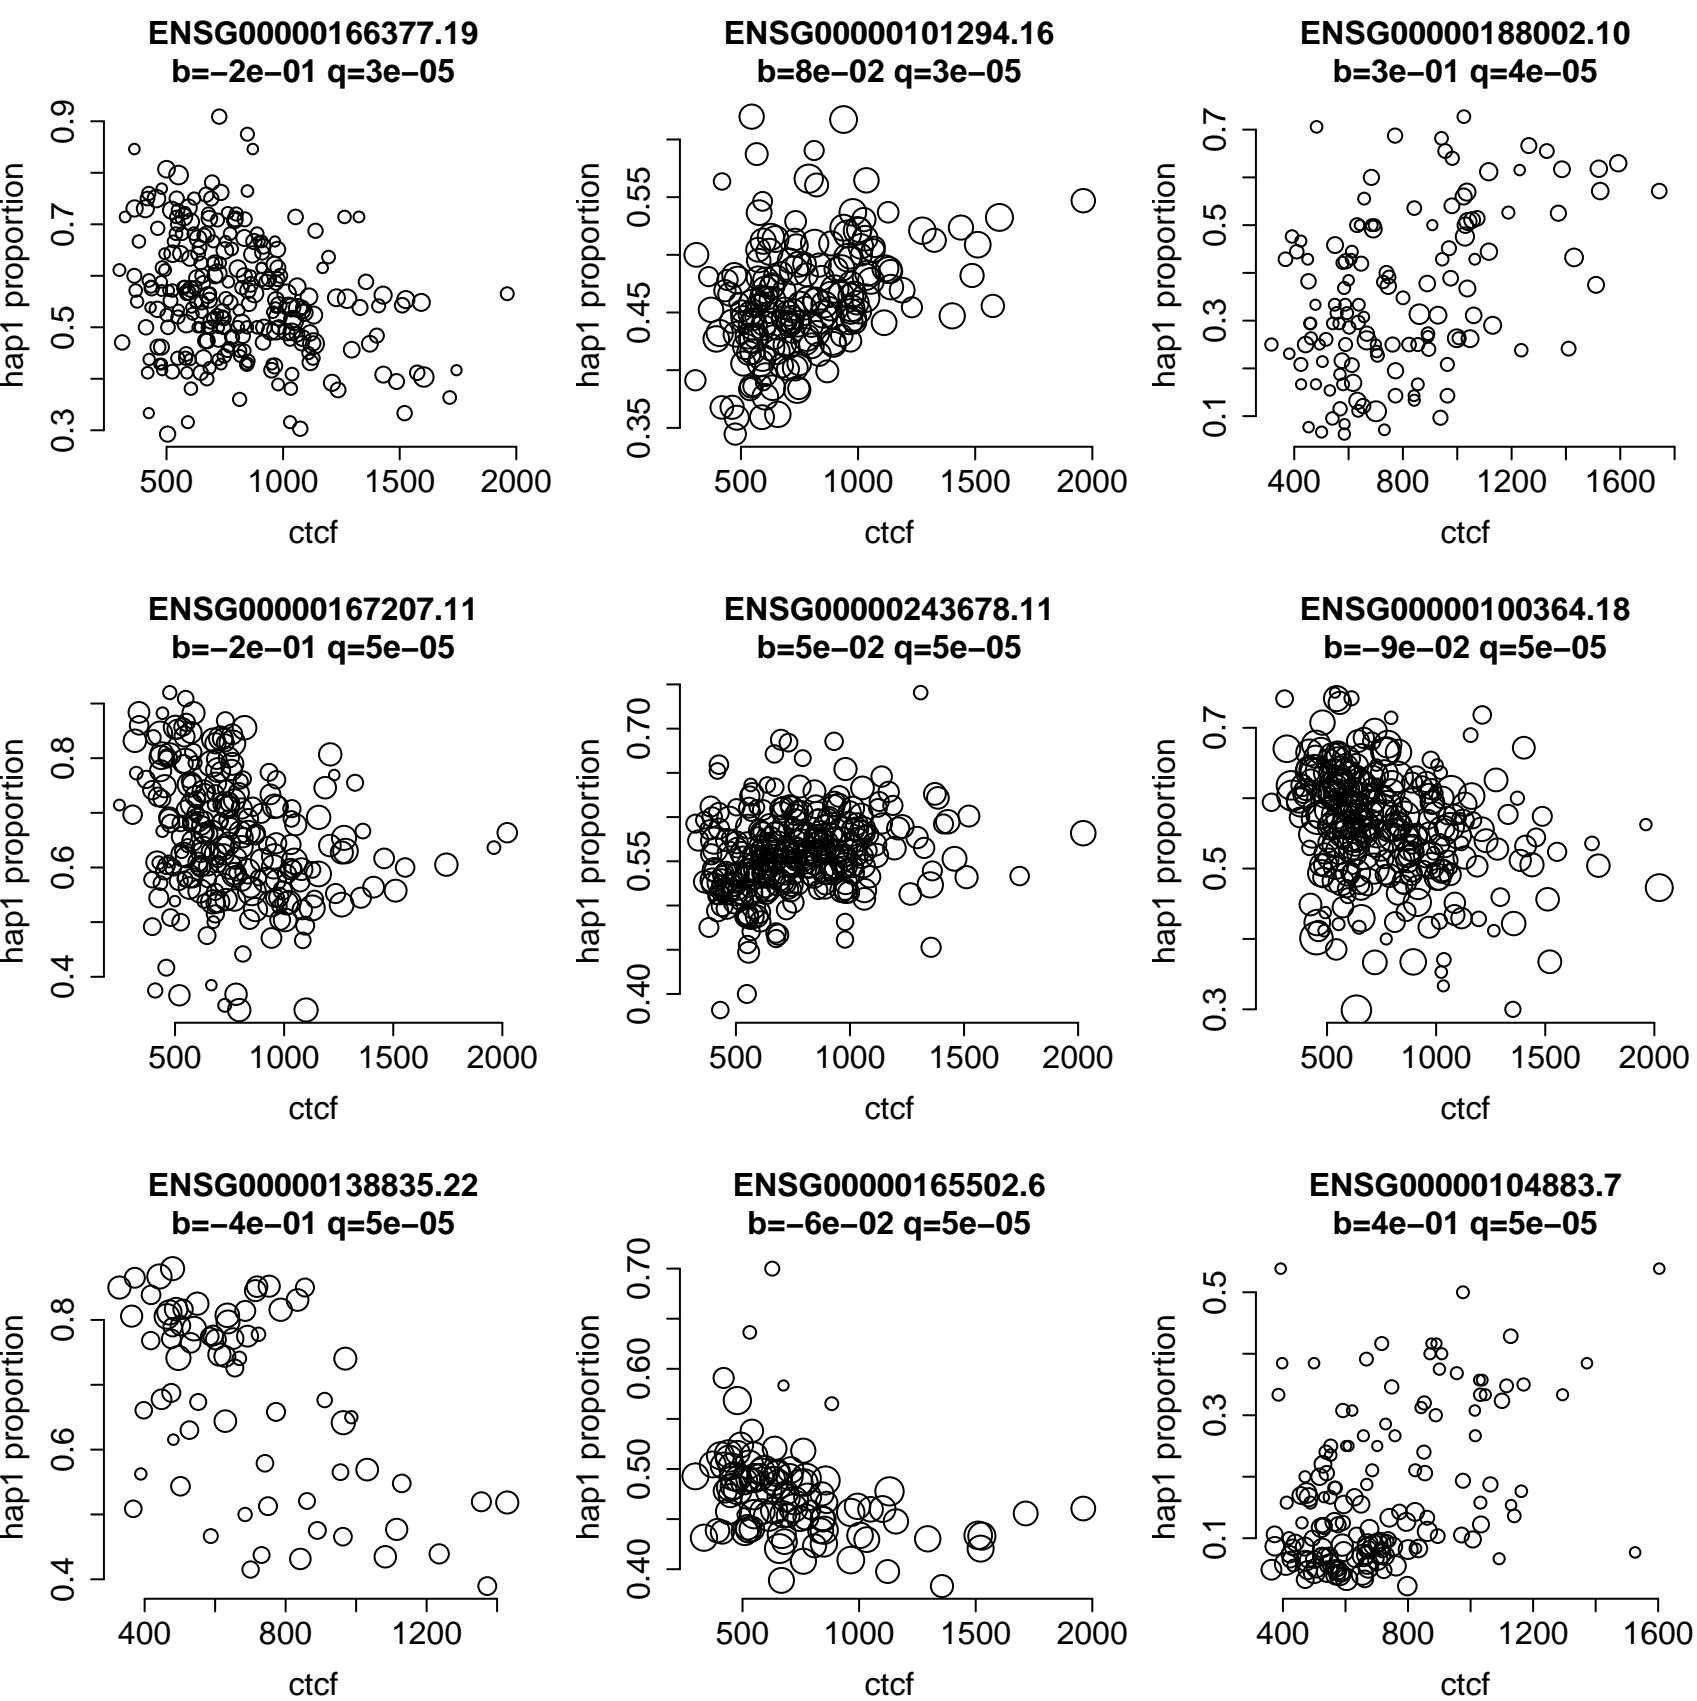 ENSG00000166377.19
b=−2e−01 q=3e−05
hap1 proportion
0.9
0.7
0.5
0.3
500 1000 1500 2000
ctcf
ENSG00000101294.16
b=8e−02 q=3e−05
hap1 proportion
0.55
0.45
0.35
500 1000 1500 2000
ctcf
ENSG00000188002.10
b=3e−01 q=4e−05
hap1 proportion
0.7
0.5
0.3
0.1
400 800 1200 1600
ctcf
ENSG00000167207.11
b=−2e−01 q=5e−05
hap1 proportion
0.8
0.6
0.4
500 1000 1500 2000
ctcf
ENSG00000243678.11
b=5e−02 q=5e−05
hap1 proportion
0.70
0.55
0.40
500 1000 1500 2000
ctcf
ENSG00000100364.18
b=−9e−02 q=5e−05
hap1 proportion
0.7
0.5
0.3
500 1000 1500 2000
ctcf
ENSG00000138835.22
b=−4e−01 q=5e−05
hap1 proportion
0.8
0.6
0.4
400 800 1200
ctcf
ENSG00000165502.6
b=−6e−02 q=5e−05
hap1 proportion
0.70
0.60
0.50
0.40
500 1000 1500 2000
ctcf
ENSG00000104883.7
b=4e−01 q=5e−05
hap1 proportion
0.5
0.3
0.1
400 800 1200 1600
ctcf